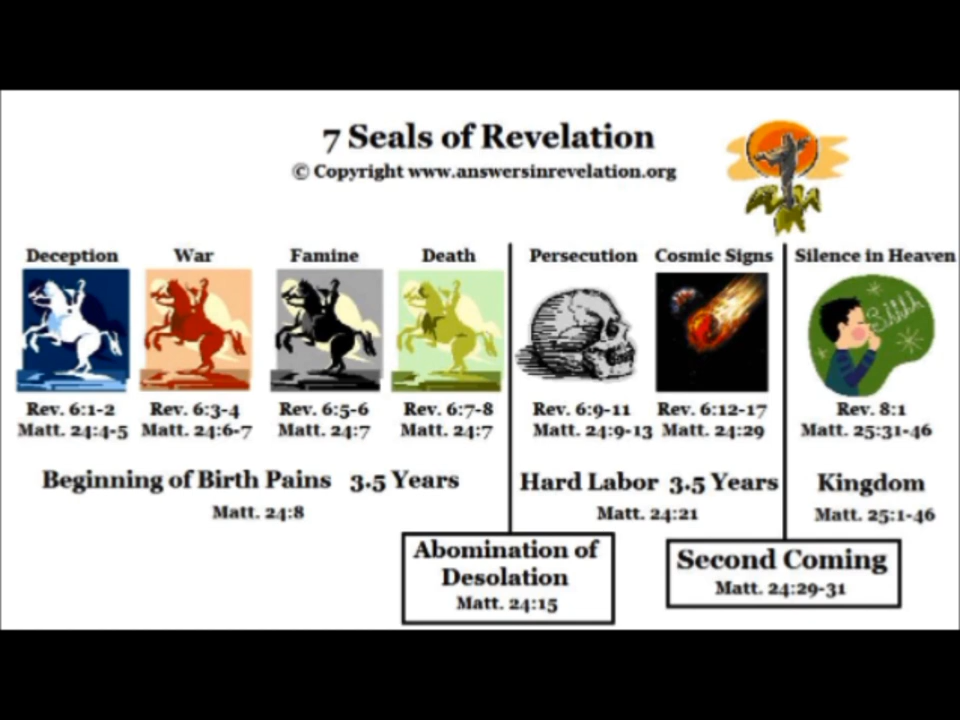 7 Seals of Revelation
© Copyright www.answersinrevelation.org
Deception War Famine Death Persecution Cosmic Signs Silence in Heaven
Shhhh
Rev. 6:1-2 Rev. 6:3-4 Rev. 6:5-6 Rev. 6:7-8 Rev. 6:9-11 Rev. 6:12-17 Rev. 8:1
Matt. 24:4-5 Matt. 24:6-7 Matt. 24:7 Matt. 24:7 Matt. 24:9-13 Matt. 24:29 Matt. 25:31-46
Beginning of Birth Pains 3.5 Years Hard Labor 3.5 Years Kingdom
Matt. 24:8 Matt. 24:21 Matt. 25:1-46
Abomination of
Desolation
Matt. 24:15
Second Coming
Matt. 24:29-31